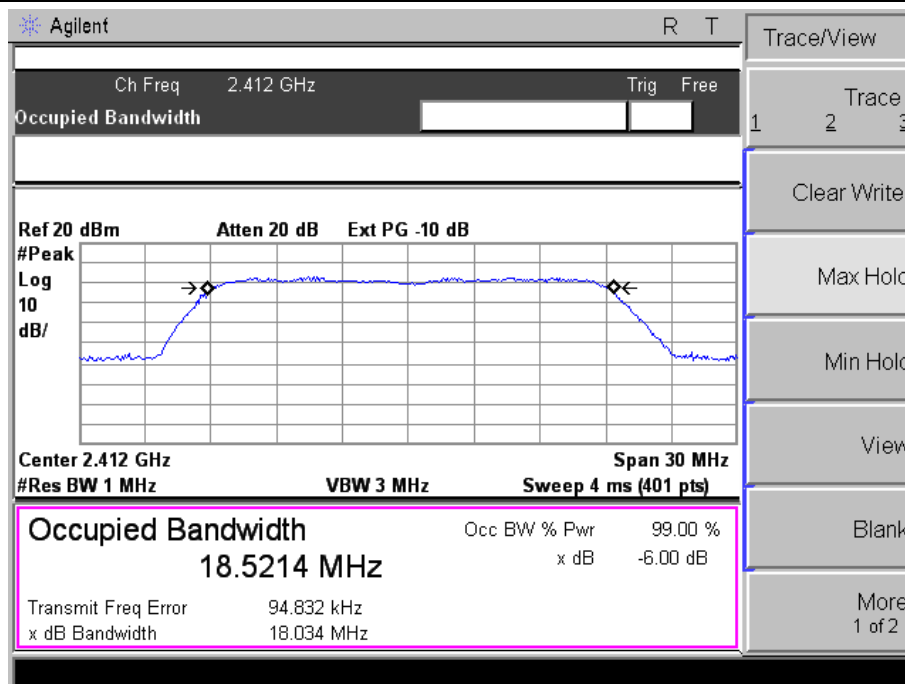 Agilent R T
Trace/View
Ch Freq 2.412 GHz Trig Free
Occupied Bandwidth
Trace
1 2 3
Clear Write
Ref 20 dBm Atten 20 dB Ext PG -10 dB
#Peak
Log
10
dB/
Max Hold
Min Hold
View
Center 2.412 GHz Span 30 MHz
#Res BW 1 MHz VBW 3 MHz Sweep 4 ms (401 pts)
Occupied Bandwidth Occ BW % Pwr 99.00 %
18.5214 MHz x dB -6.00 dB
Blank
Transmit Freq Error 94.832 kHz
x dB Bandwidth 18.034 MHz
More
1 of 2